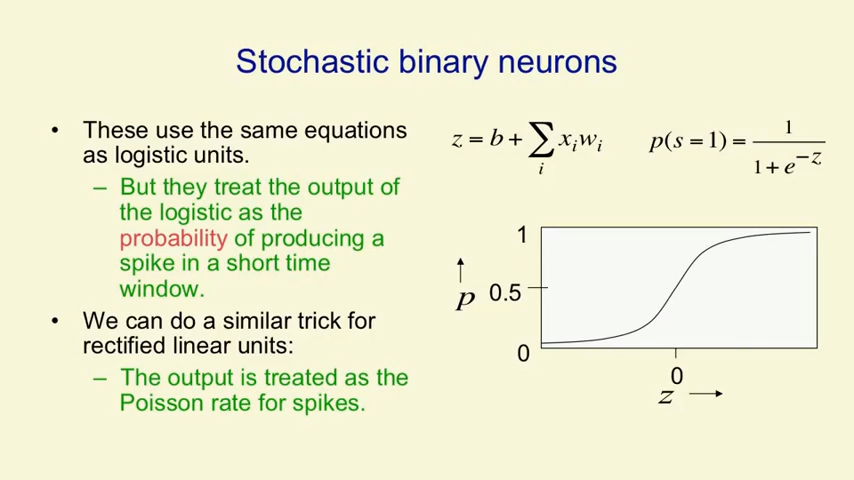 Stochastic binary neurons
• These use the same equations
as logistic units.
– But they treat the output of
the logistic as the
probability of producing a
spike in a short time
window.
• We can do a similar trick for
rectified linear units:
– The output is treated as the
Poisson rate for spikes.
z = b + ∑ x_i w_i
i
p(s = 1) = 1 / (1 + e^{−z})
1
0.5
0
p
0
z